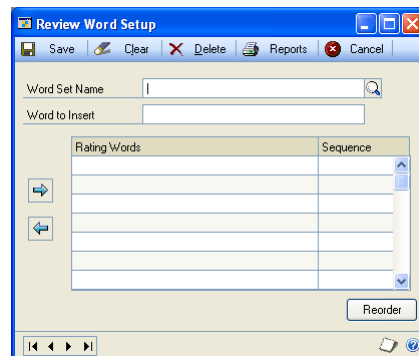 Review Word Setup
Save Clear Delete Reports Cancel
Word Set Name
Word to Insert
Rating Words Sequence
Reorder